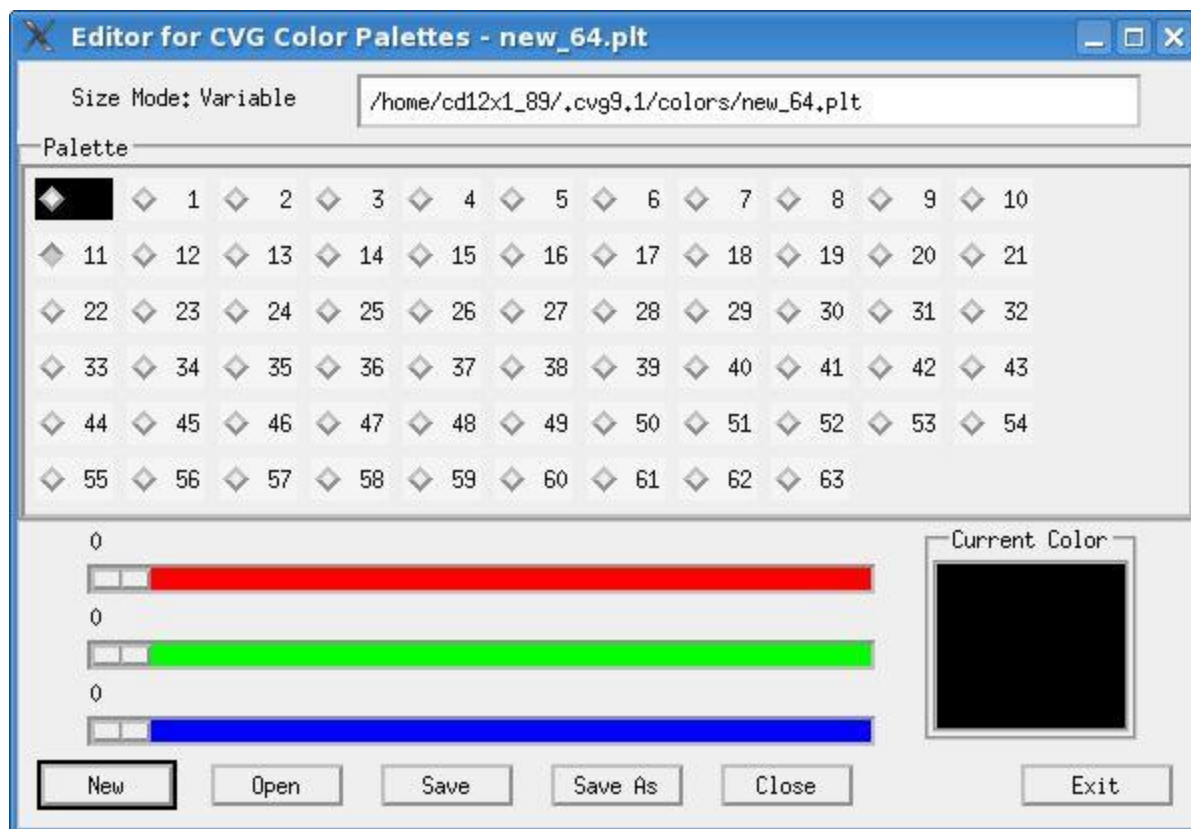 Editor for CVG Color Palettes - new_64.plt
Size Mode: Variable /home/cd12x1_89/.cvg9.1/colors/new_64.plt
Palette
1 2 3 4 5 6 7 8 9 10
11 12 13 14 15 16 17 18 19 20 21
22 23 24 25 26 27 28 29 30 31 32
33 34 35 36 37 38 39 40 41 42 43
44 45 46 47 48 49 50 51 52 53 54
55 56 57 58 59 60 61 62 63
0 Current Color
0
0
New Open Save Save As Close Exit